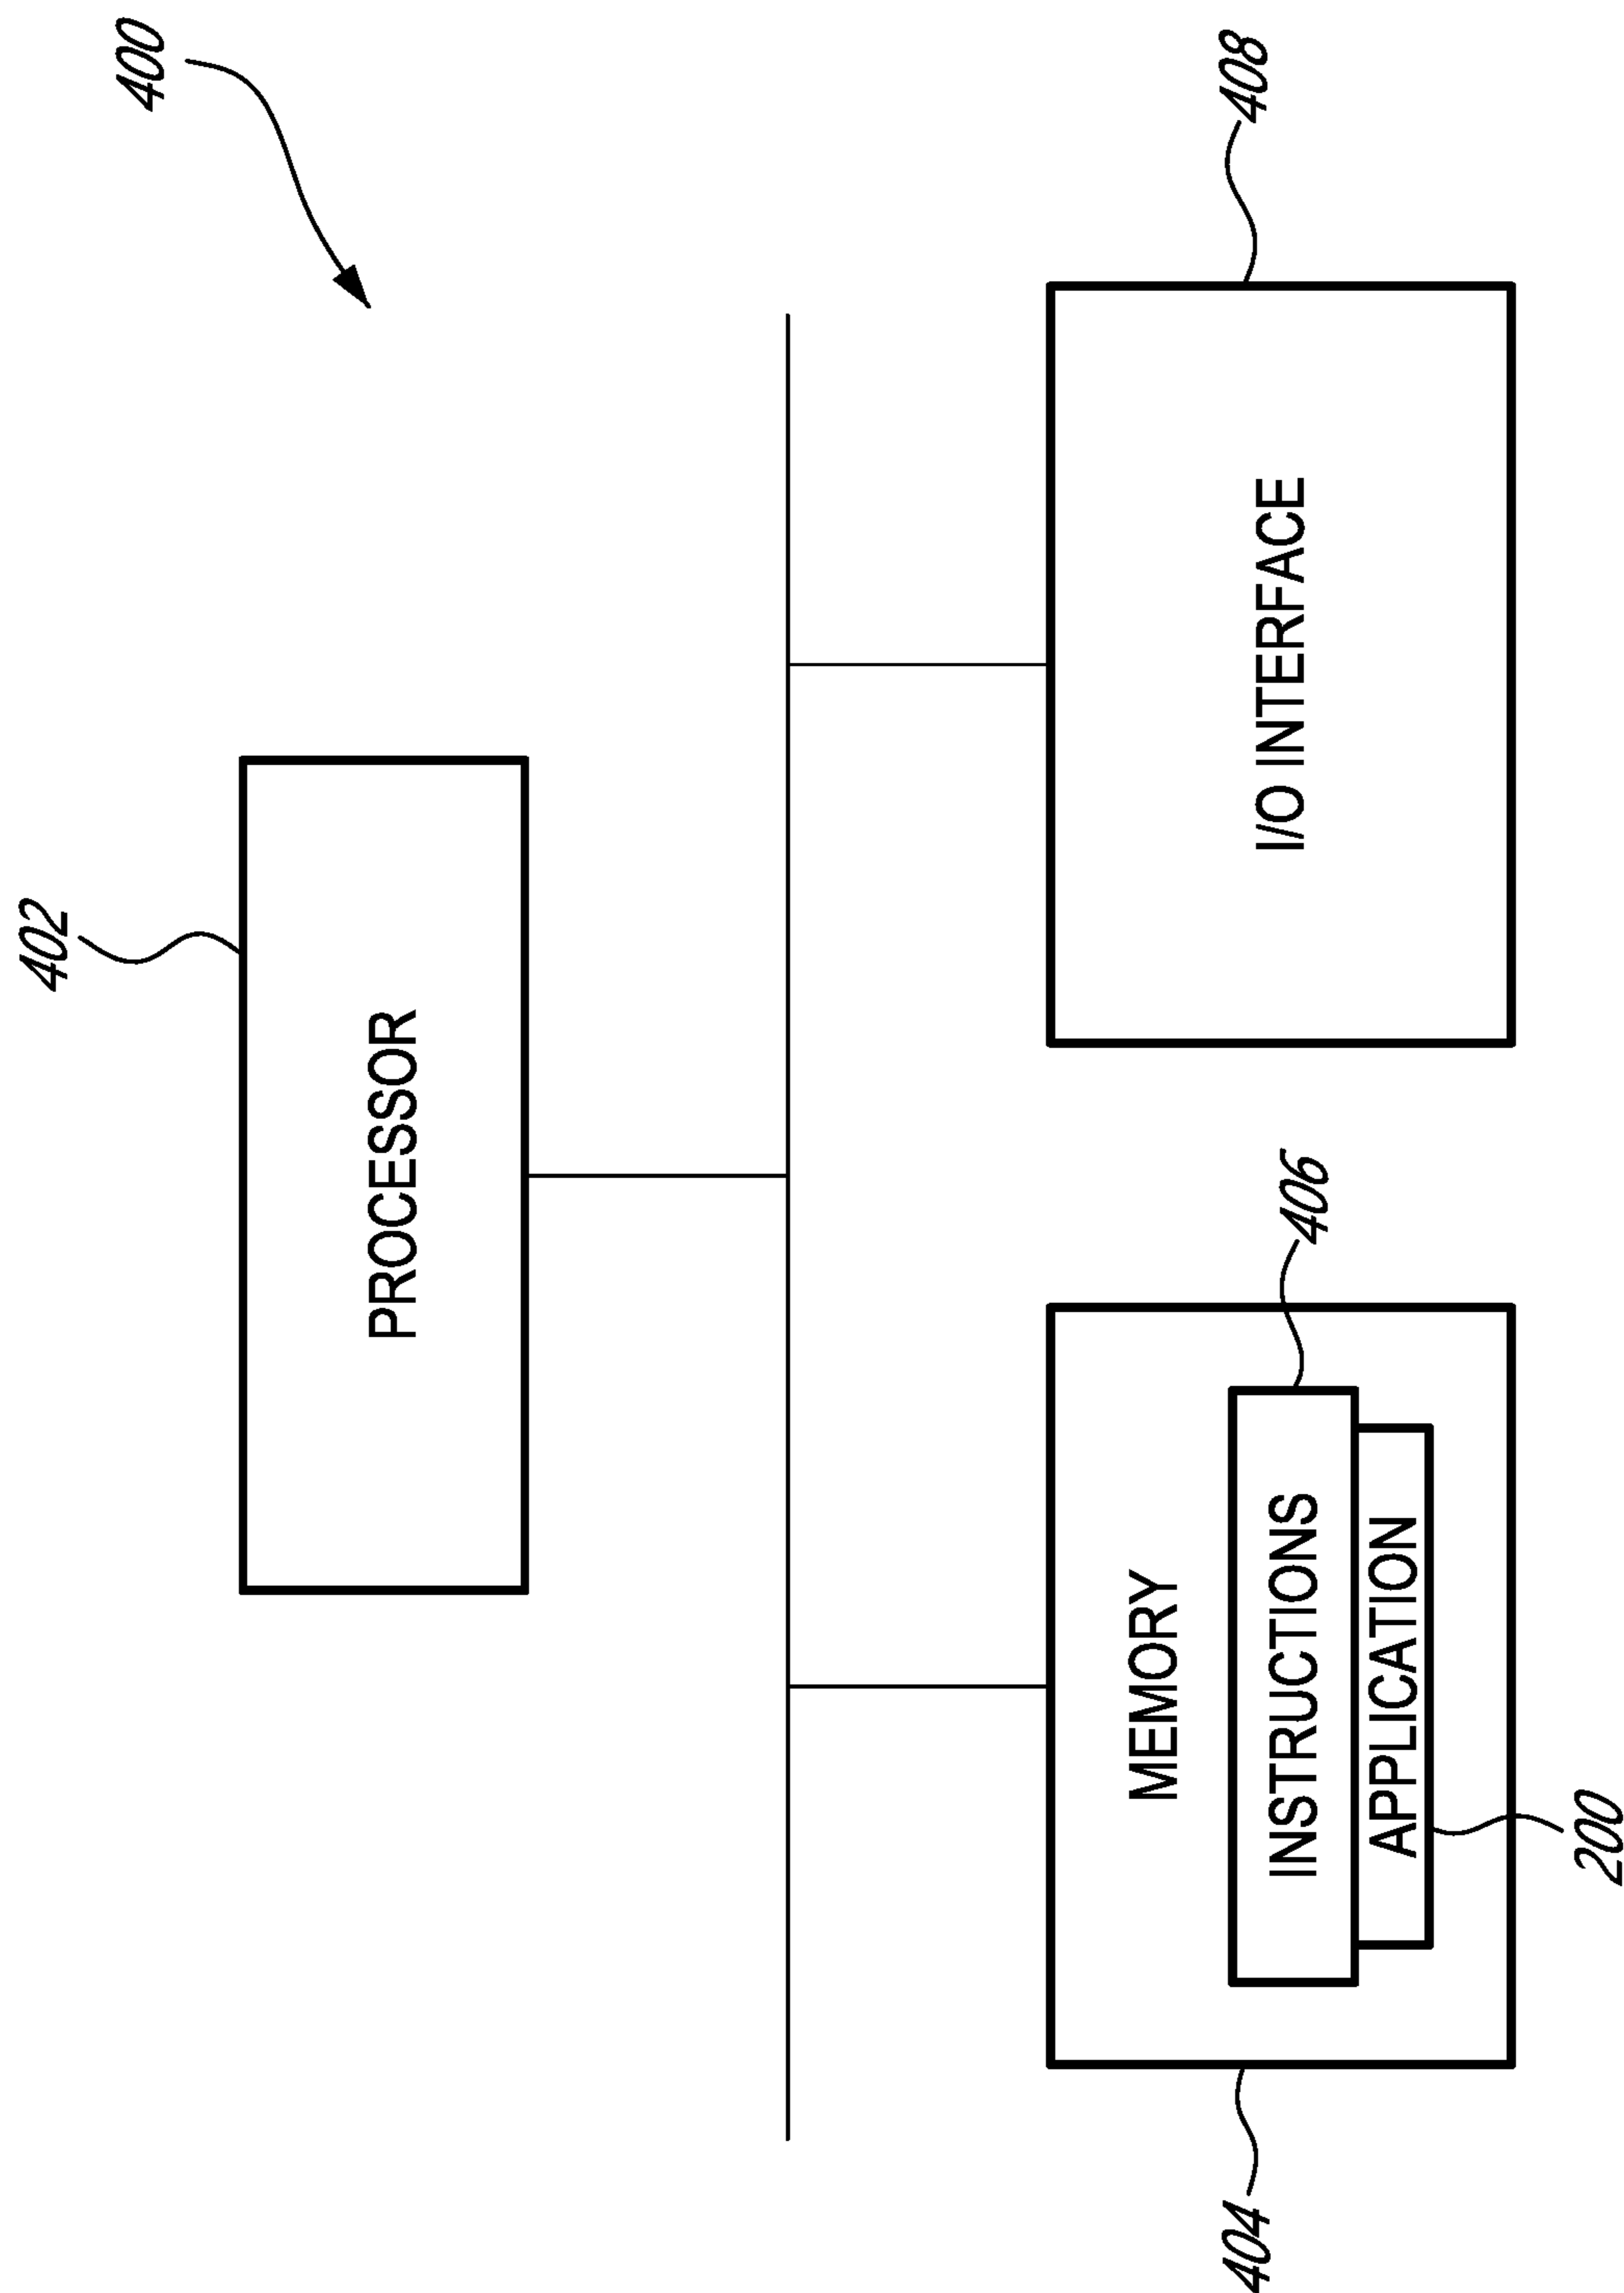 400
402
PROCESSOR
404
MEMORY
406
INSTRUCTIONS
APPLICATION
200
408
I/O INTERFACE